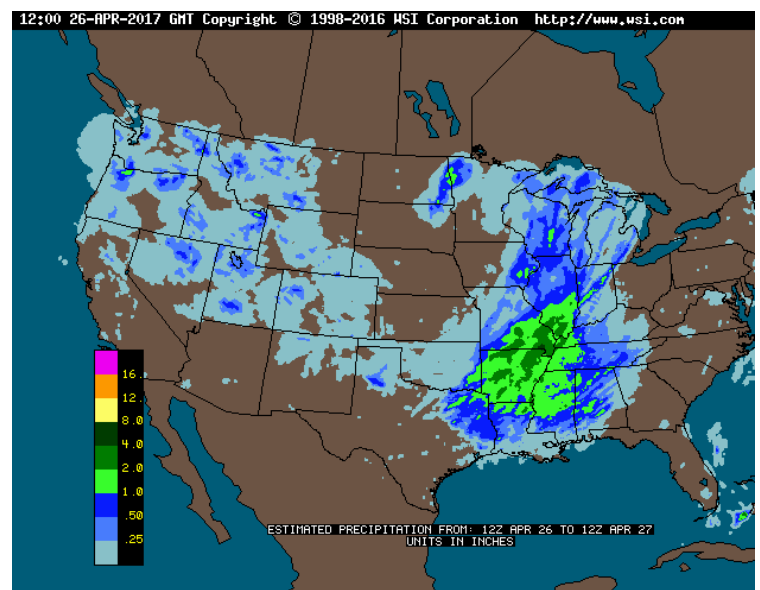 12:00 26-APR-2017 GMT Copyright © 1998-2016 WSI Corporation http://www.wsi.com
16.
12.
8.0
4.0
2.0
1.0
.50
.25
ESTIMATED PRECIPITATION FROM: 12Z APR 26 TO 12Z APR 27
UNITS IN INCHES